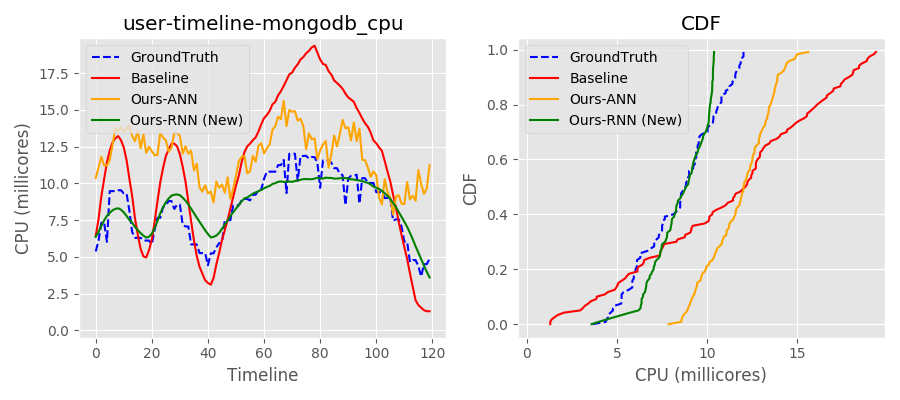 user-timeline-mongodb_cpu
GroundTruth
Baseline
Ours-ANN
Ours-RNN (New)
CPU (millicores)
17.5
15.0
12.5
10.0
7.5
5.0
2.5
0.0
0
20
40
60
80
100
120
Timeline
CDF
GroundTruth
Baseline
Ours-ANN
Ours-RNN (New)
CDF
1.0
0.8
0.6
0.4
0.2
0.0
0
5
10
15
CPU (millicores)